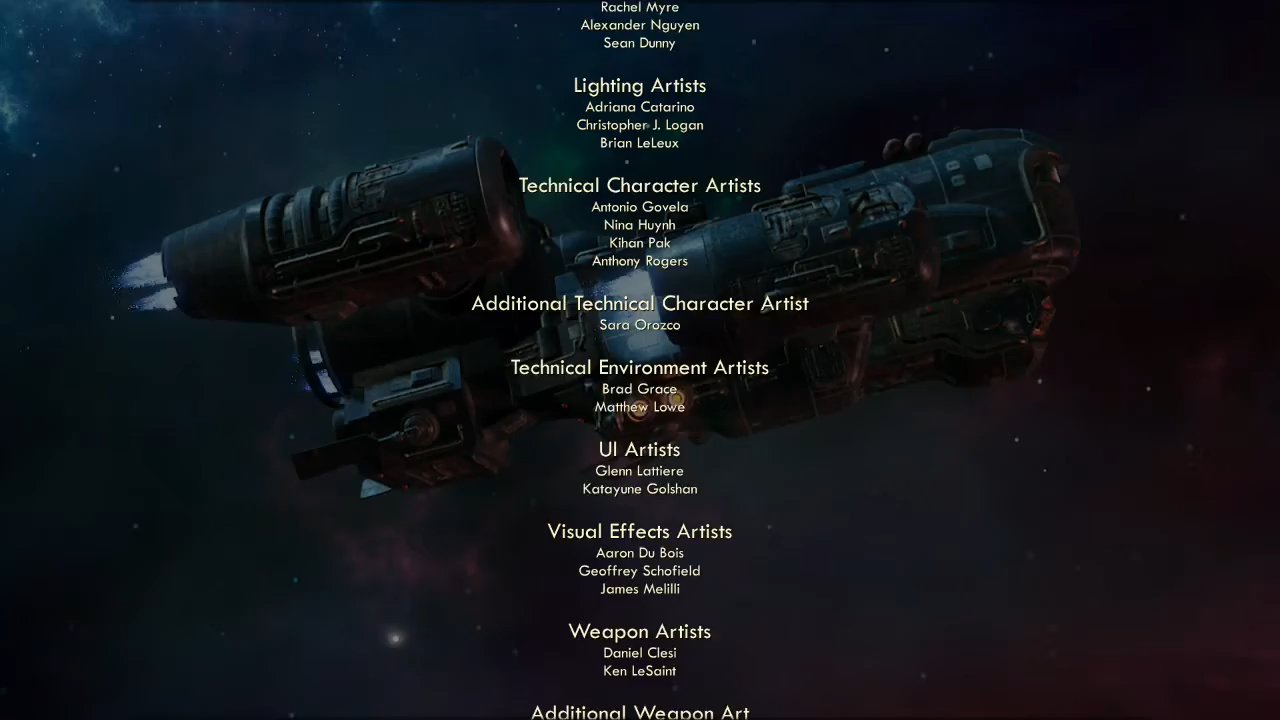 Rachel Myre
Alexander Nguyen
Sean Dunny
Lighting Artists
Adriana Catarino
Christopher J. Logan
Brian LeLeux
Technical Character Artists
Antonio Govela
Nina Huynh
Kihan Pak
Anthony Rogers
Additional Technical Character Artist
Sara Orozco
Technical Environment Artists
Brad Grace
Matthew Lowe
UI Artists
Glenn Lattiere
Katayune Golshan
Visual Effects Artists
Aaron Du Bois
Geoffrey Schofield
James Melilli
Weapon Artists
Daniel Clesi
Ken LeSaint
Additional Weapon Art